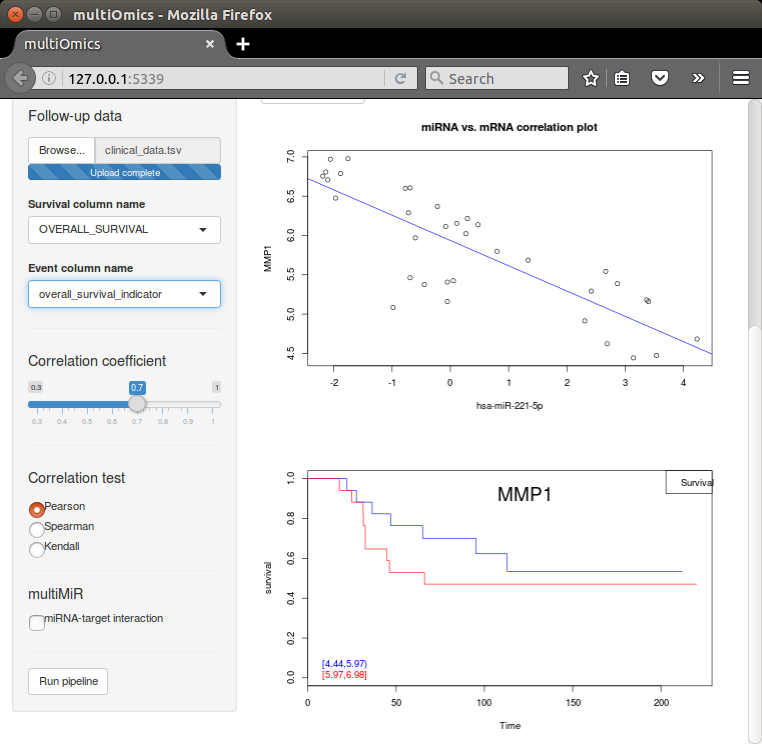 multiOmics - Mozilla Firefox
multiOmics
127.0.0.1:5339
Search
Follow-up data
Browse... clinical_data.tsv
Upload complete
Survival column name
OVERALL_SURVIVAL
Event column name
overall_survival_indicator
Correlation coefficient
0.3 0.7 1
0.3 0.4 0.5 0.6 0.7 0.8 0.9 1
Correlation test
Pearson
Spearman
Kendall
multiMiR
miRNA-target interaction
Run pipeline
miRNA vs. mRNA correlation plot
MMP1
7.0
6.5
6.0
5.5
5.0
4.5
-2 -1 0 1 2 3 4
hsa-miR-221-5p
MMP1
Survival
survival
1.0
0.8
0.6
0.4
0.2
0.0
[4.44,5.97)
[5.97,6.98]
0 50 100 150 200
Time